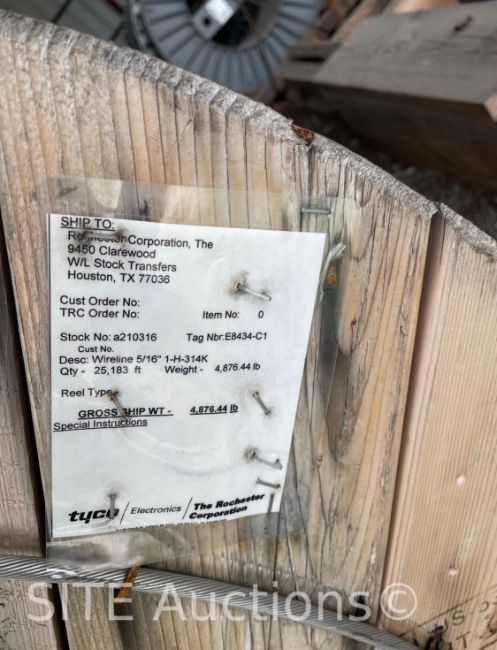 SHIP TO:
Rochester Corporation, The
9450 Clarewood
W/L Stock Transfers
Houston, TX 77036
Cust Order No:
TRC Order No: Item No: 0
Stock No: a210316 Tag Nbr:E8434-C1
Cust No.
Desc: Wireline 5/16" 1-H-314K
Qty - 25,183 ft Weight - 4,876.44 lb
Reel Type
GROSS SHIP WT - 4,876.44 lb
Special Instructions
tyco / Electronics / The Rochester
Corporation
SITE Auctions©